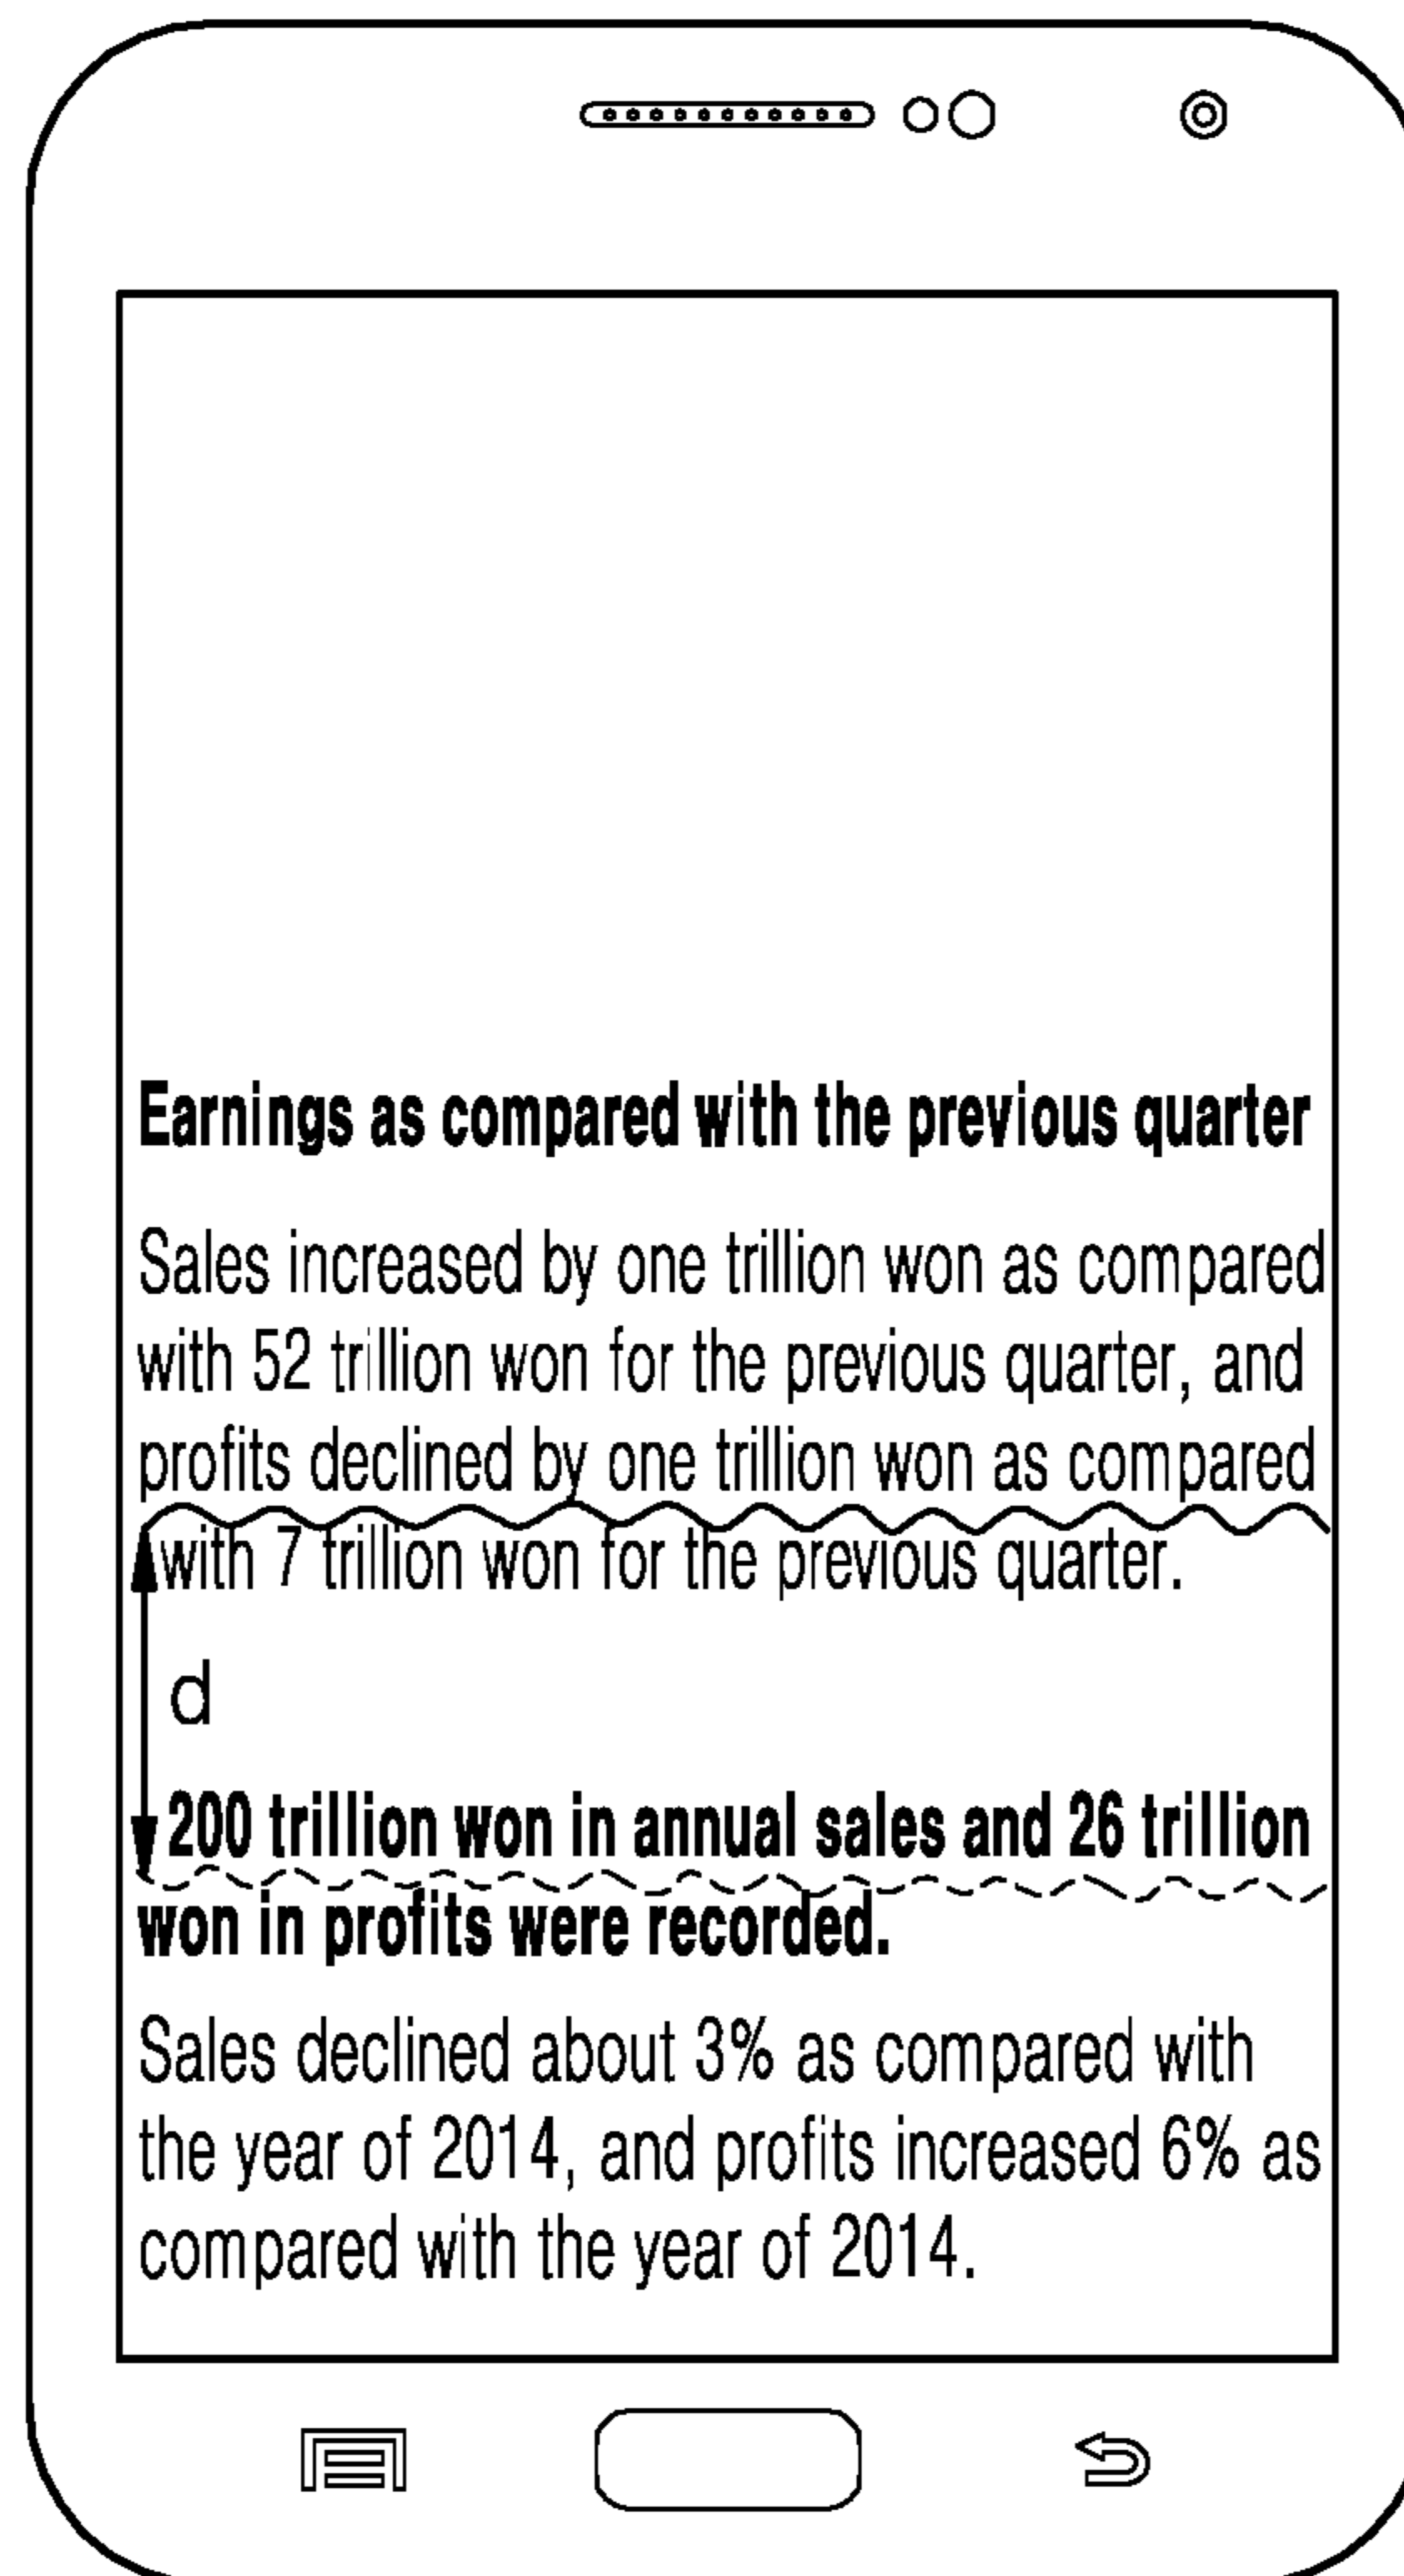 Earnings as compared with the previous quarter
Sales increased by one trillion won as compared
with 52 trillion won for the previous quarter, and
profits declined by one trillion won as compared
with 7 trillion won for the previous quarter.
d
200 trillion won in annual sales and 26 trillion
won in profits were recorded.
Sales declined about 3% as compared with
the year of 2014, and profits increased 6% as
compared with the year of 2014.